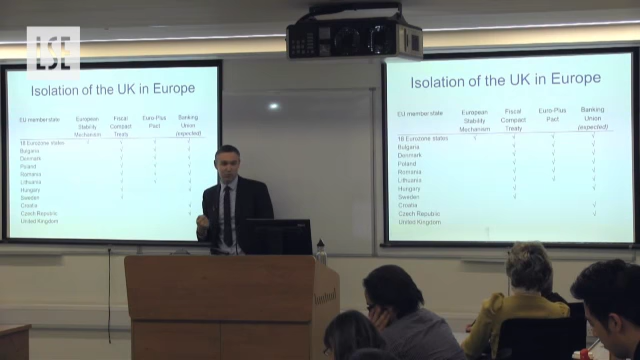 LSE
Isolation of the UK in Europe
EU member state European Stability Mechanism Fiscal Compact Treaty Euro-Plus Pact Banking Union (expected)
18 Eurozone states √ √ √ √
Bulgaria √ √ √
Denmark √ √ √
Poland √ √ √
Romania √ √ √
Lithuania √ √ √
Hungary √ √
Sweden √
Croatia √
Czech Republic √
United Kingdom
Isolation of the UK in Europe
EU member state European Stability Mechanism Fiscal Compact Treaty Euro-Plus Pact Banking Union (expected)
18 Eurozone states √ √ √ √
Bulgaria √ √ √
Denmark √ √ √
Poland √ √ √
Romania √ √ √
Lithuania √ √ √
Hungary √ √
Sweden √
Croatia √
Czech Republic √
United Kingdom